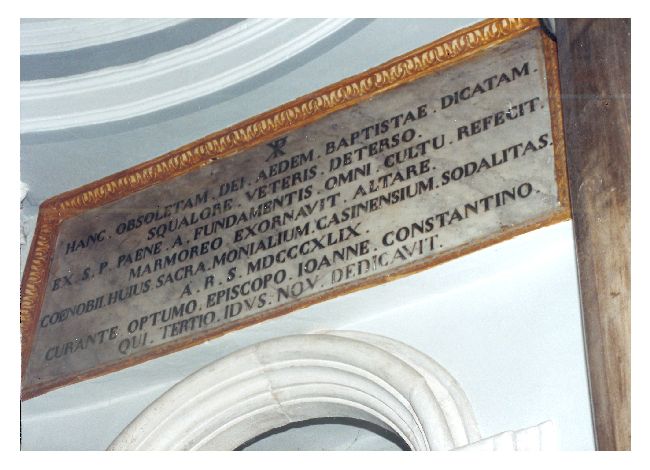 ☧
HANC . OBSOLETAM . DEI . AEDEM . BAPTISTAE . DICATAM .
SQUALORE . VETERIS . DETERSO .
EX . S . P . PAENE . A . FUNDAMENTIS . OMNI . CULTU . REFECIT .
MARMOREO . EXORNAVIT . ALTARE .
COENOBII . HUIUS . SACRA . MONIALIUM . CASINENSIUM . SODALITAS .
A . R . S . MDCCCXLIX .
CURANTE . OPTUMO . EPISCOPO . IOANNE . CONSTANTINO .
QUI . TERTIO . IDVS . NOV . DEDICAVIT .